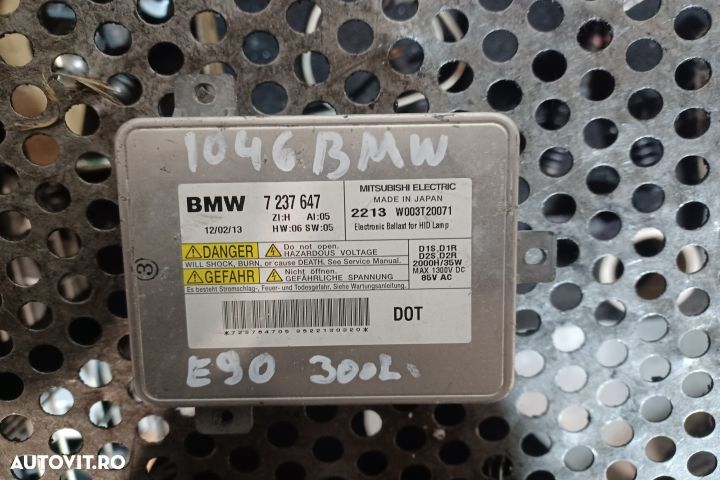 1046 BMW
BMW 7 237 647
12/02/13 ZI:H AI:05
HW:06 SW:05
MITSUBISHI ELECTRIC
MADE IN JAPAN
2213 W003T20071
Electronic Ballast for HID Lamp
DANGER Do not open.
HAZARDOUS VOLTAGE
WILL SHOCK, BURN, or cause DEATH. See Service Manual.
GEFAHR Nicht öffnen.
GEFÄHRLICHE SPANNUNG
Es besteht Stromschlag-, Feuer- und Todesgefahr. Siehe Wartungsanleitung.
D1S.D1R
D2S.D2R
2000H/35W
MAX 1300V DC
85V AC
3
DOT
E90 300L.
AUTOVIT.RO